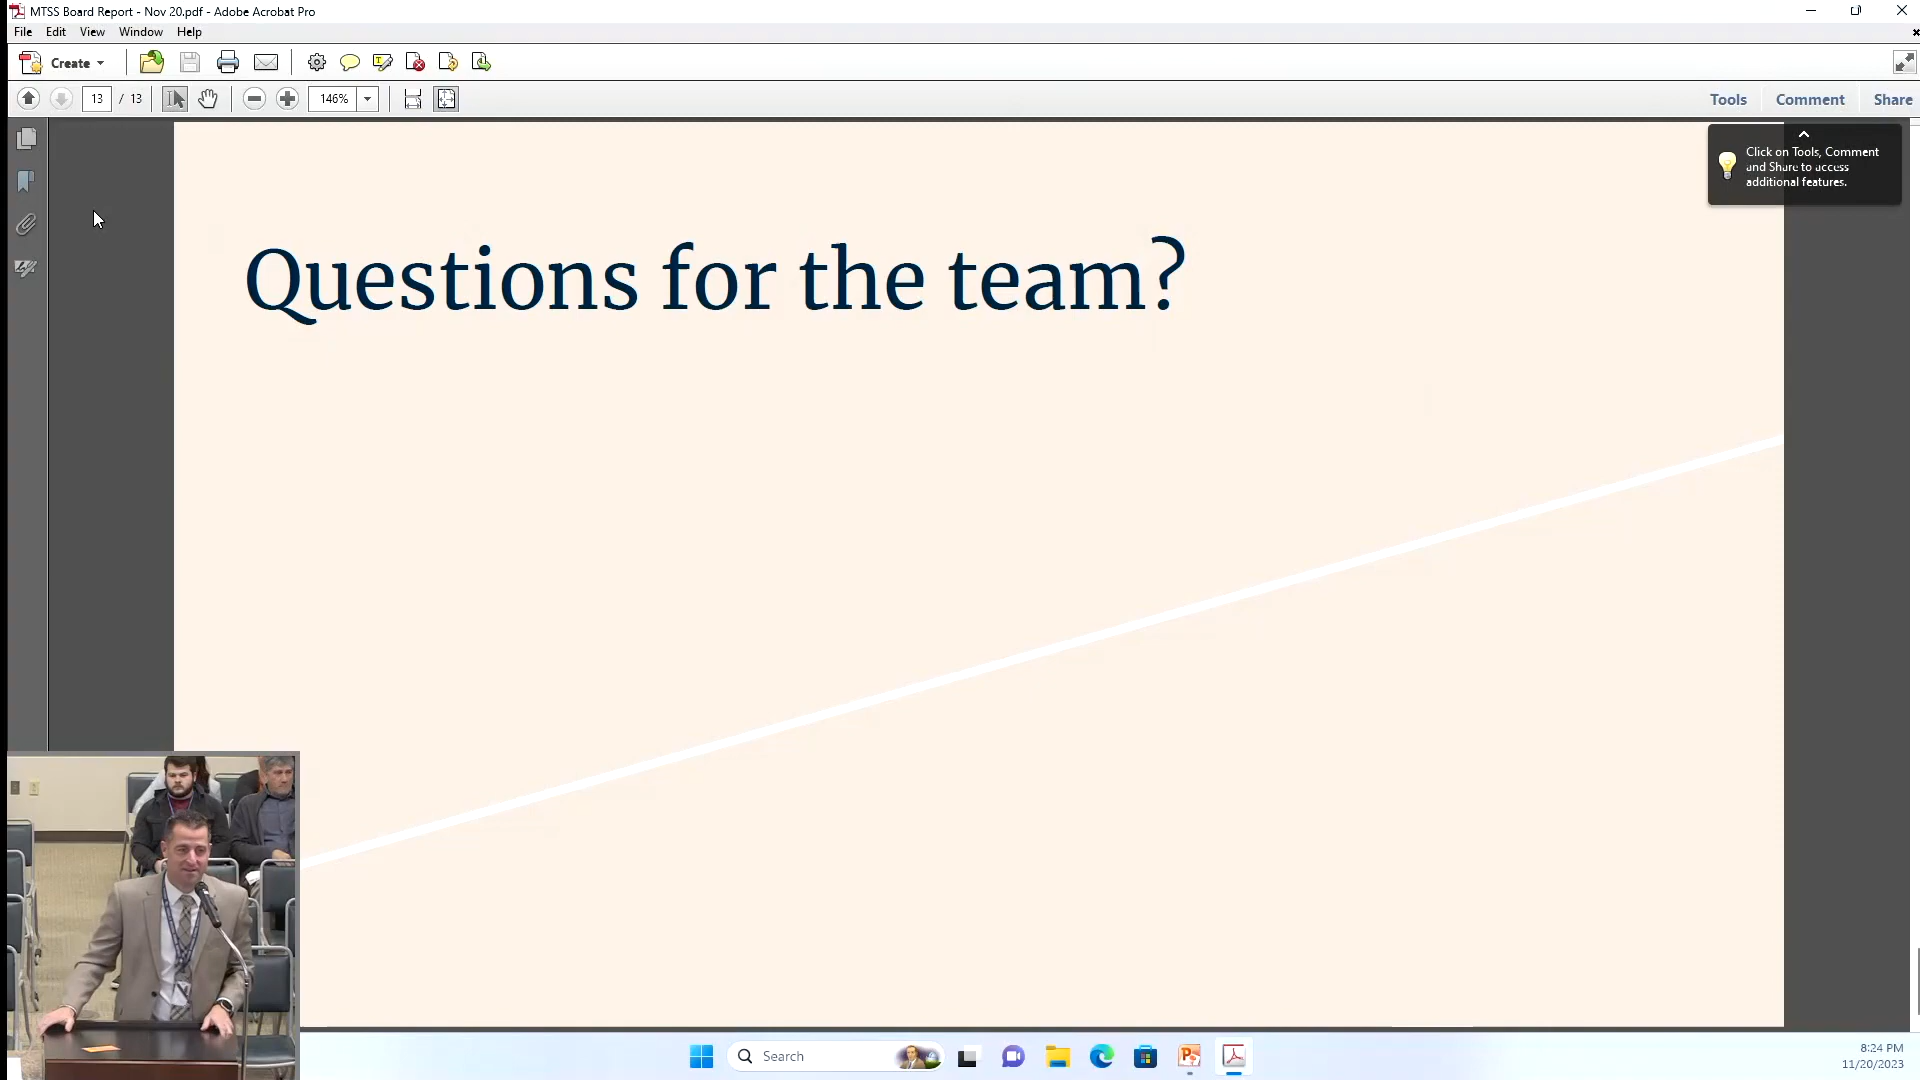 MTSS Board Report - Nov 20.pdf - Adobe Acrobat Pro
File Edit View Window Help
Create
13 / 13
146%
Tools Comment Share
Click on Tools, Comment
and Share to access
additional features.
Questions for the team?
Search
8:24 PM
11/20/2023